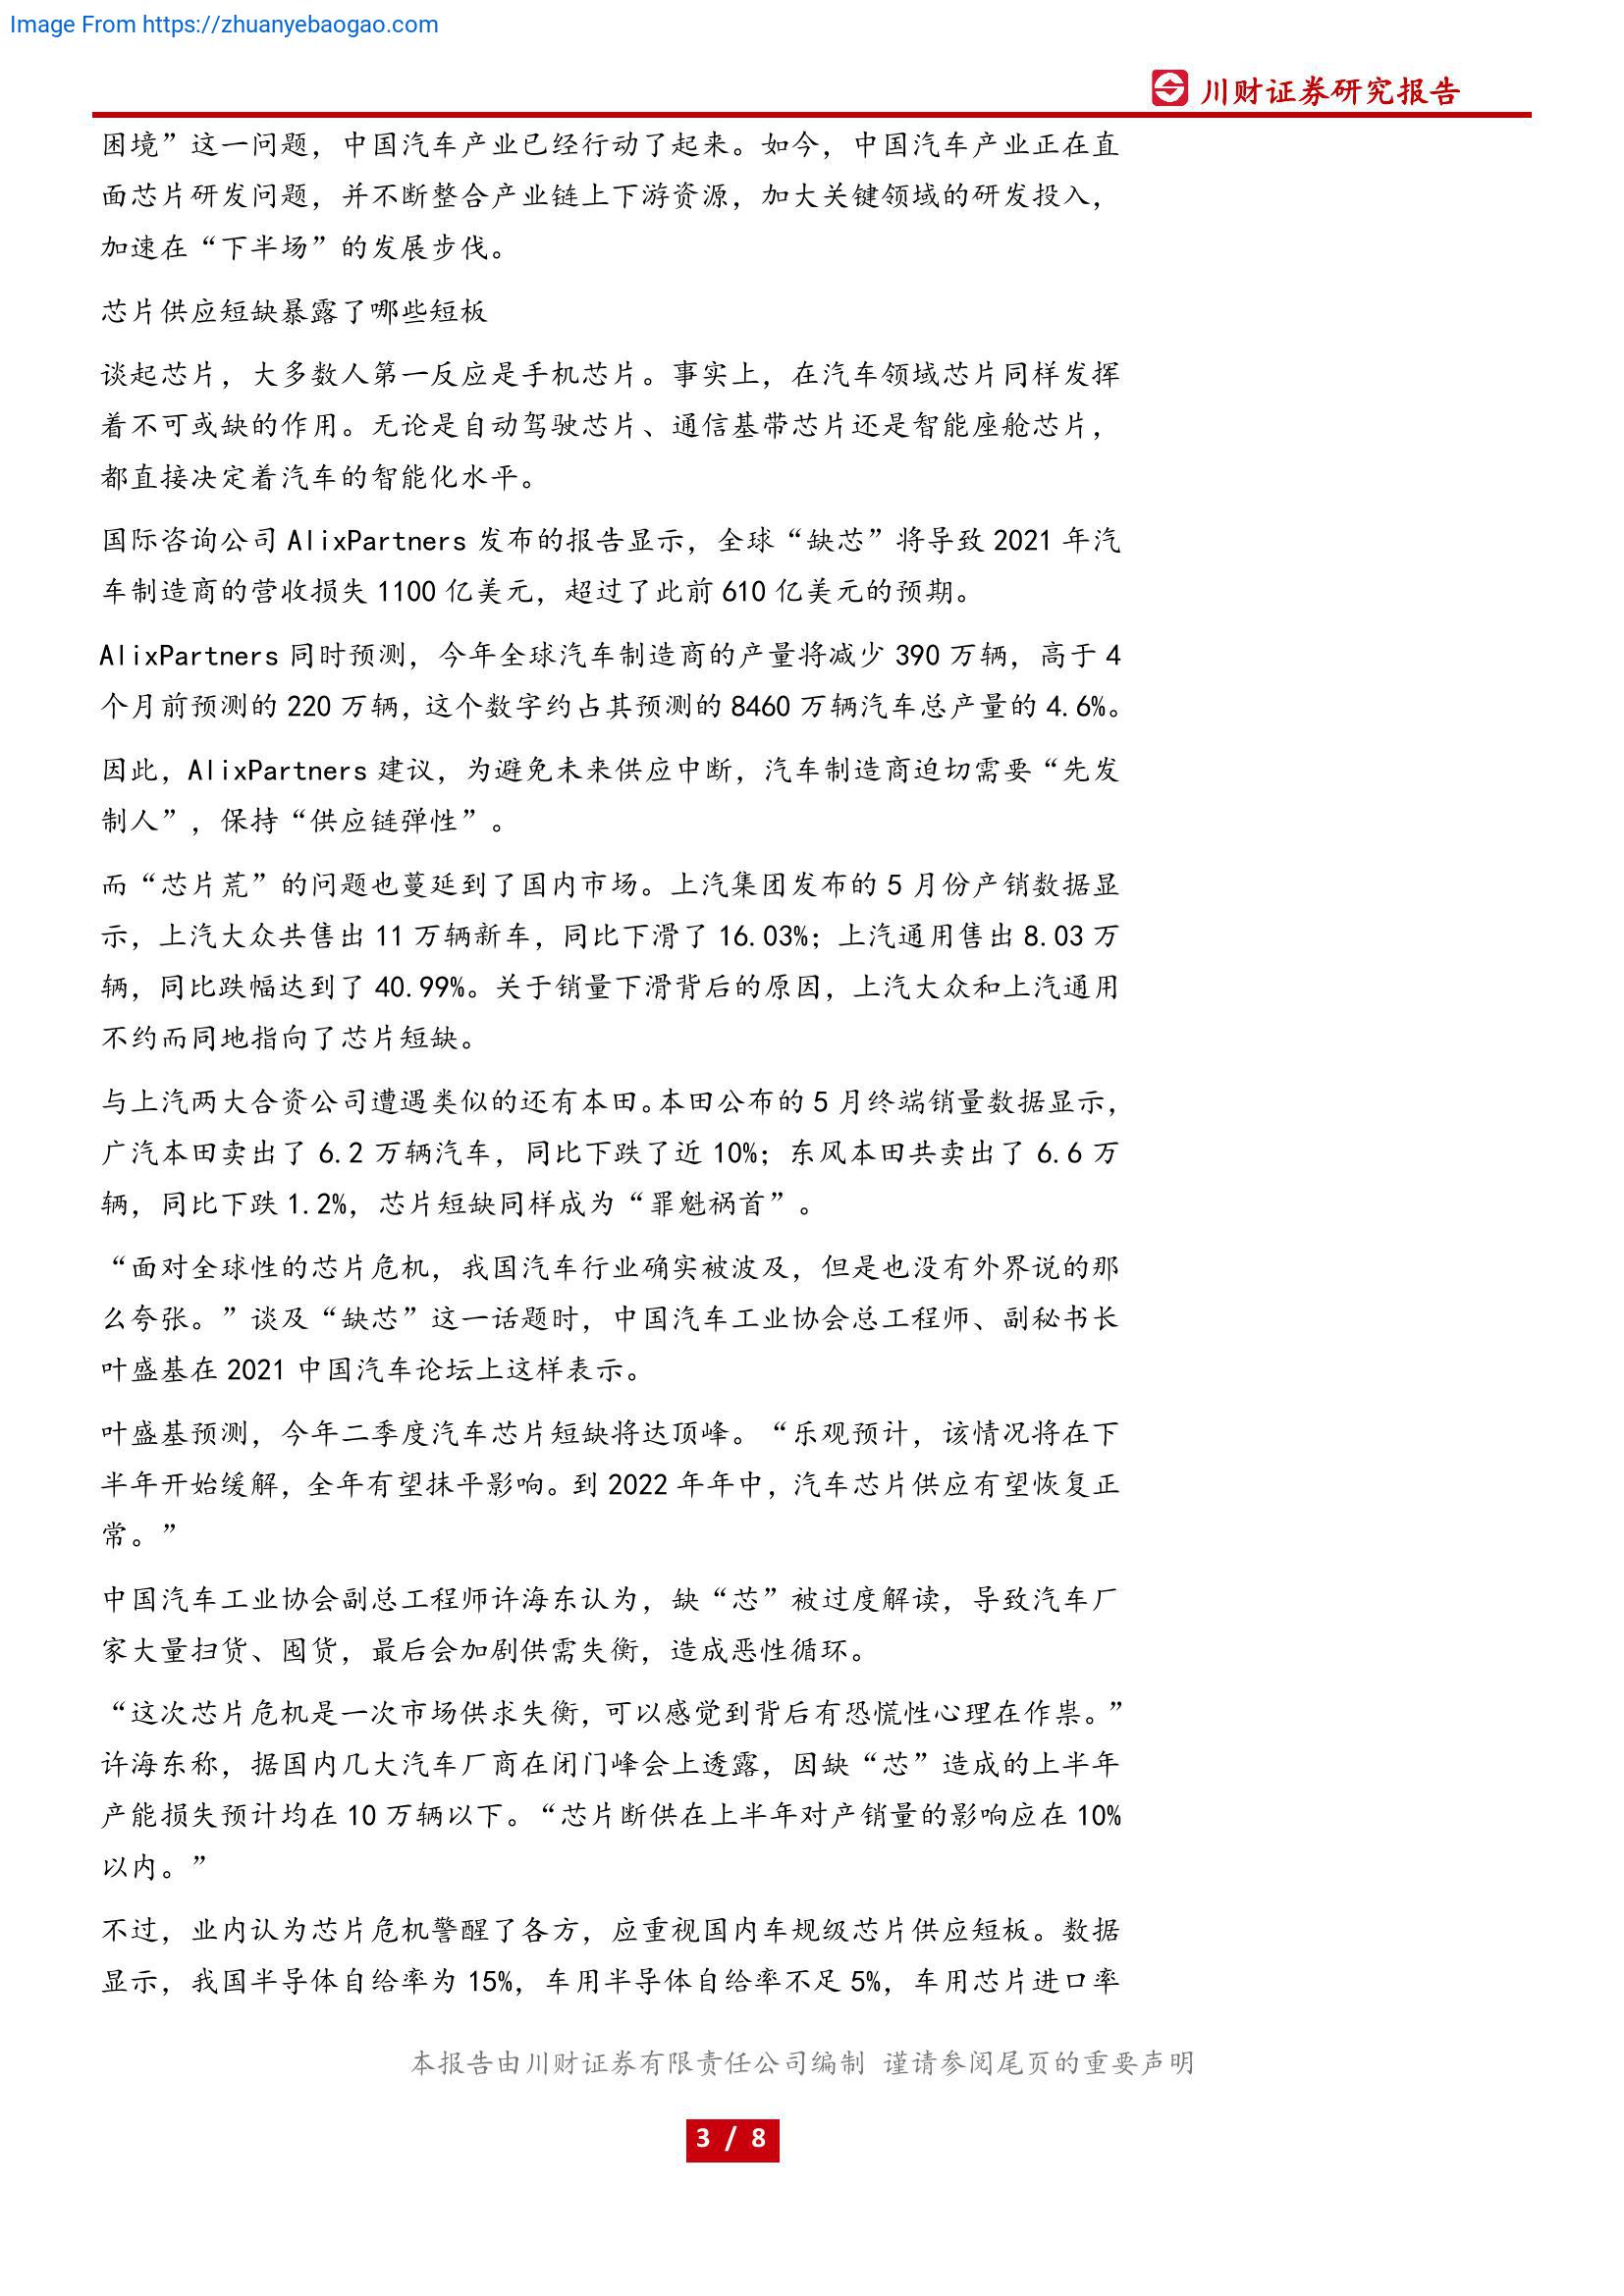 Image From https://zhuanyebaogao.com
川财证券研究报告
困境”这一问题，中国汽车产业已经行动了起来。如今，中国汽车产业正在直
面芯片研发问题，并不断整合产业链上下游资源，加大关键领域的研发投入，
加速在“下半场”的发展步伐。
芯片供应短缺暴露了哪些短板
谈起芯片，大多数人第一反应是手机芯片。事实上，在汽车领域芯片同样发挥
着不可或缺的作用。无论是自动驾驶芯片、通信基带芯片还是智能座舱芯片，
都直接决定着汽车的智能化水平。
国际咨询公司 AlixPartners 发布的报告显示，全球“缺芯”将导致 2021 年汽
车制造商的营收损失 1100 亿美元，超过了此前 610 亿美元的预期。
AlixPartners 同时预测，今年全球汽车制造商的产量将减少 390 万辆，高于 4
个月前预测的 220 万辆，这个数字约占其预测的 8460 万辆汽车总产量的 4.6%。
因此，AlixPartners 建议，为避免未来供应中断，汽车制造商迫切需要“先发
制人”，保持“供应链弹性”。
而“芯片荒”的问题也蔓延到了国内市场。上汽集团发布的 5 月份产销数据显
示，上汽大众共售出 11 万辆新车，同比下滑了 16.03%；上汽通用售出 8.03 万
辆，同比跌幅达到了 40.99%。关于销量下滑背后的原因，上汽大众和上汽通用
不约而同地指向了芯片短缺。
与上汽两大合资公司遭遇类似的还有本田。本田公布的 5 月终端销量数据显示，
广汽本田卖出了 6.2 万辆汽车，同比下跌了近 10%；东风本田共卖出了 6.6 万
辆，同比下跌 1.2%，芯片短缺同样成为“罪魁祸首”。
“面对全球性的芯片危机，我国汽车行业确实被波及，但是也没有外界说的那
么夸张。”谈及“缺芯”这一话题时，中国汽车工业协会总工程师、副秘书长
叶盛基在 2021 中国汽车论坛上这样表示。
叶盛基预测，今年二季度汽车芯片短缺将达顶峰。“乐观预计，该情况将在下
半年开始缓解，全年有望抹平影响。到 2022 年年中，汽车芯片供应有望恢复正
常。”
中国汽车工业协会副总工程师许海东认为，缺“芯”被过度解读，导致汽车厂
家大量扫货、囤货，最后会加剧供需失衡，造成恶性循环。
“这次芯片危机是一次市场供求失衡，可以感觉到背后有恐慌性心理在作祟。”
许海东称，据国内几大汽车厂商在闭门峰会上透露，因缺“芯”造成的上半年
产能损失预计均在 10 万辆以下。“芯片断供在上半年对产销量的影响应在 10%
以内。”
不过，业内认为芯片危机警醒了各方，应重视国内车规级芯片供应短板。数据
显示，我国半导体自给率为 15%，车用半导体自给率不足 5%，车用芯片进口率
本报告由川财证券有限责任公司编制 谨请参阅尾页的重要声明
3 / 8